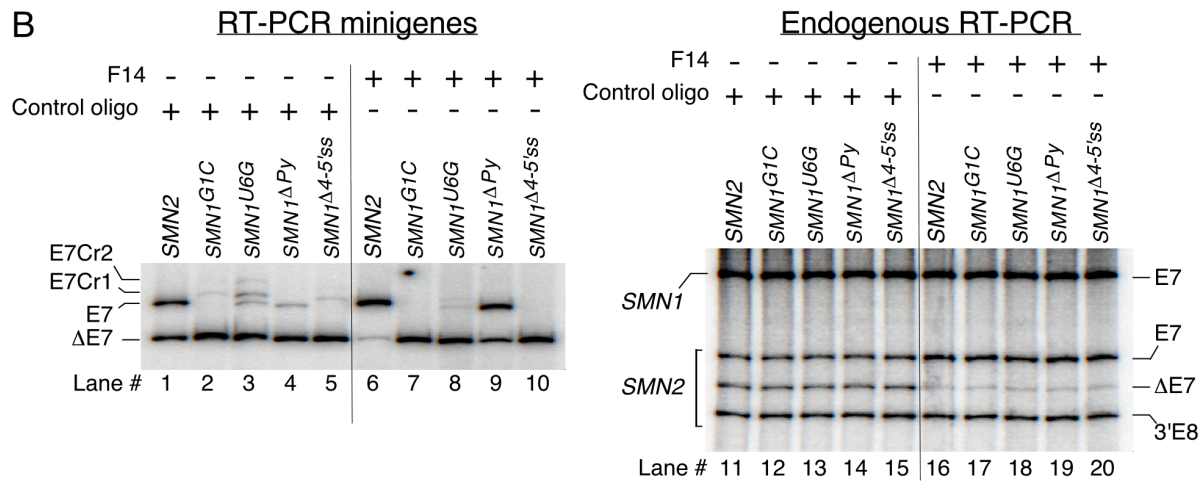 B
RT-PCR minigenes
F14 - - - - - + + + + +
Control oligo + + + + + - - - - -
SMN2 SMN1G1C SMN1U6G SMN1ΔPy SMN1Δ4-5'ss SMN2 SMN1G1C SMN1U6G SMN1ΔPy SMN1Δ4-5'ss
E7Cr2
E7Cr1
E7
ΔE7
Lane # 1 2 3 4 5 6 7 8 9 10
Endogenous RT-PCR
F14 - - - - - + + + + +
Control oligo + + + + + - - - - -
SMN2 SMN1G1C SMN1U6G SMN1ΔPy SMN1Δ4-5'ss SMN2 SMN1G1C SMN1U6G SMN1ΔPy SMN1Δ4-5'ss
SMN1 E7
E7
SMN2 ΔE7
3'E8
Lane # 11 12 13 14 15 16 17 18 19 20